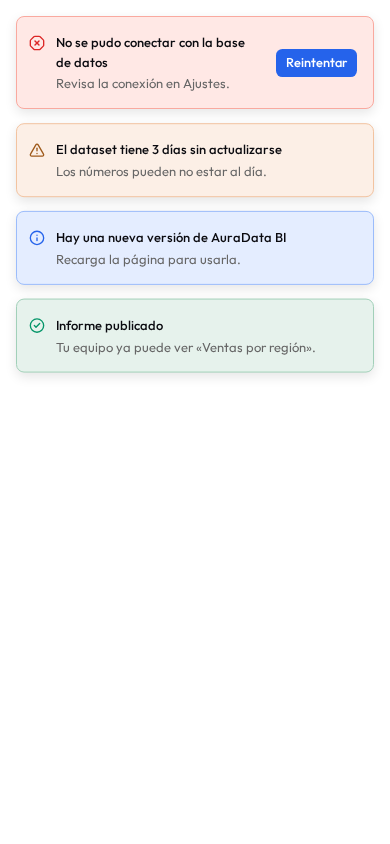 No se pudo conectar con la base
de datos
Revisa la conexión en Ajustes.
Reintentar
El dataset tiene 3 días sin actualizarse
Los números pueden no estar al día.
Hay una nueva versión de AuraData BI
Recarga la página para usarla.
Informe publicado
Tu equipo ya puede ver «Ventas por región».